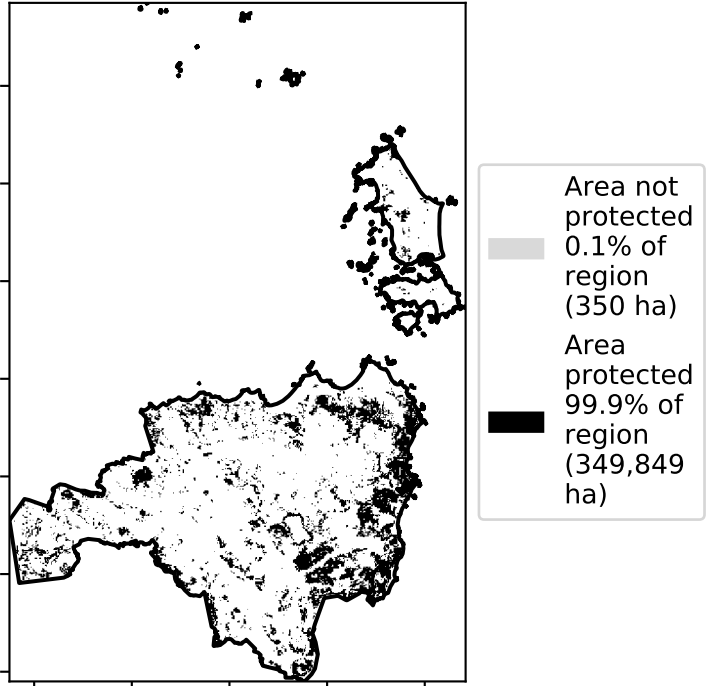 Area not
protected
0.1% of
region
(350 ha)
Area
protected
99.9% of
region
(349,849
ha)